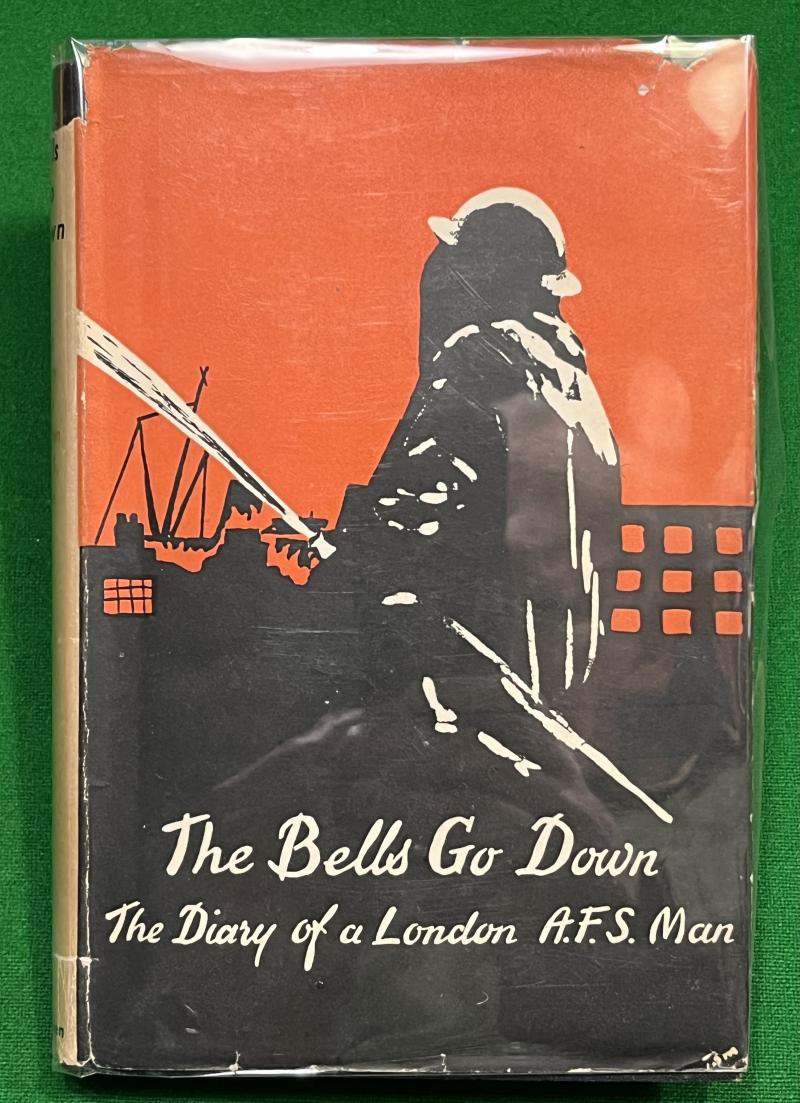 The Bells Go Down
The Diary of a London A.F.S. Man